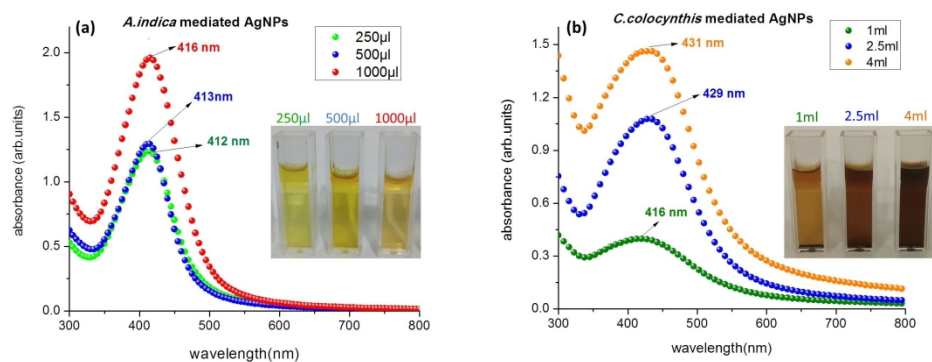 (a)
A.indica mediated AgNPs
416 nm
250µl
500µl
1000µl
413nm
412 nm
250µl 500µl 1000µl
absorbance (arb.units)
2.0
1.5
1.0
0.5
0.0
300 400 500 600 700 800
wavelength(nm)
(b)
C.colocynthis mediated AgNPs
431 nm
1ml
2.5ml
4ml
429 nm
416 nm
1ml 2.5ml 4ml
absorbance (arb.units)
1.5
1.2
0.9
0.6
0.3
0.0
300 400 500 600 700 800
wavelength(nm)